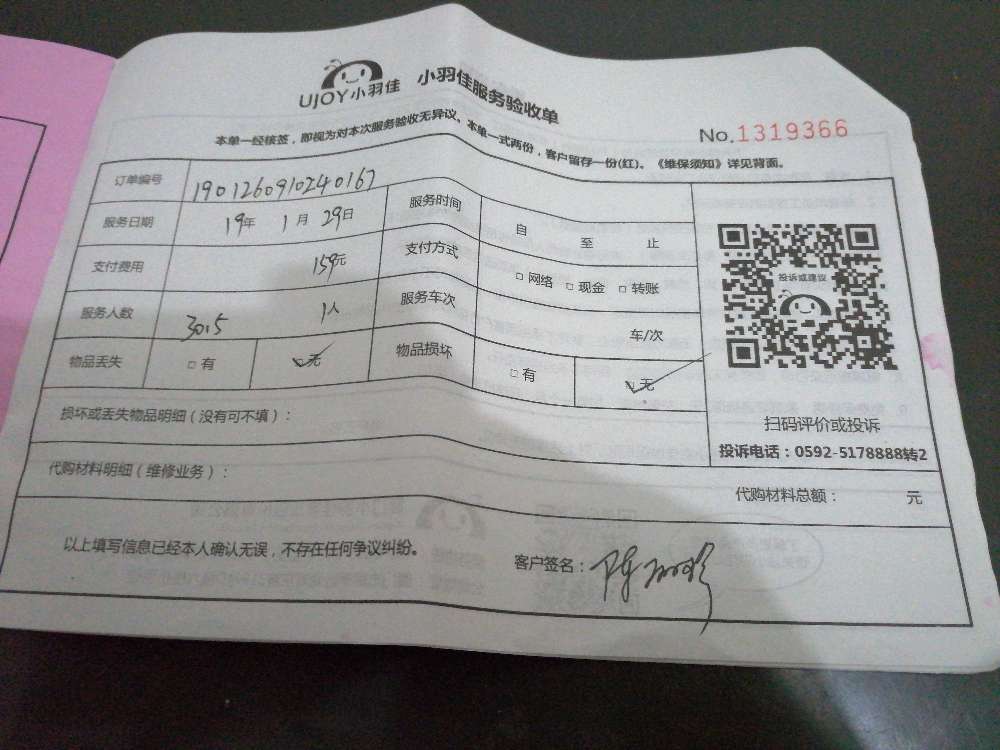 UJOY小羽佳 小羽佳服务验收单
No.1319366
本单一经核签，即视为对本次服务验收无异议。本单一式两份，客户留存一份(红)。《维保须知》详见背面。
订单编号 1901260910240167
服务日期 19年 1月 29日 服务时间 自 至 止
支付费用 159元 支付方式 □网络 □现金 □转账
服务人数 3015 1人 服务车次 车/次
物品丢失 □有 □无 物品损坏 □有 □无
投诉或建议
扫码评价或投诉
投诉电话：0592-5178888转2
损坏或丢失物品明细（没有可不填）：
代购材料明细（维修业务）： 代购材料总额： 元
以上填写信息已经本人确认无误，不存在任何争议纠纷。 客户签名：陈